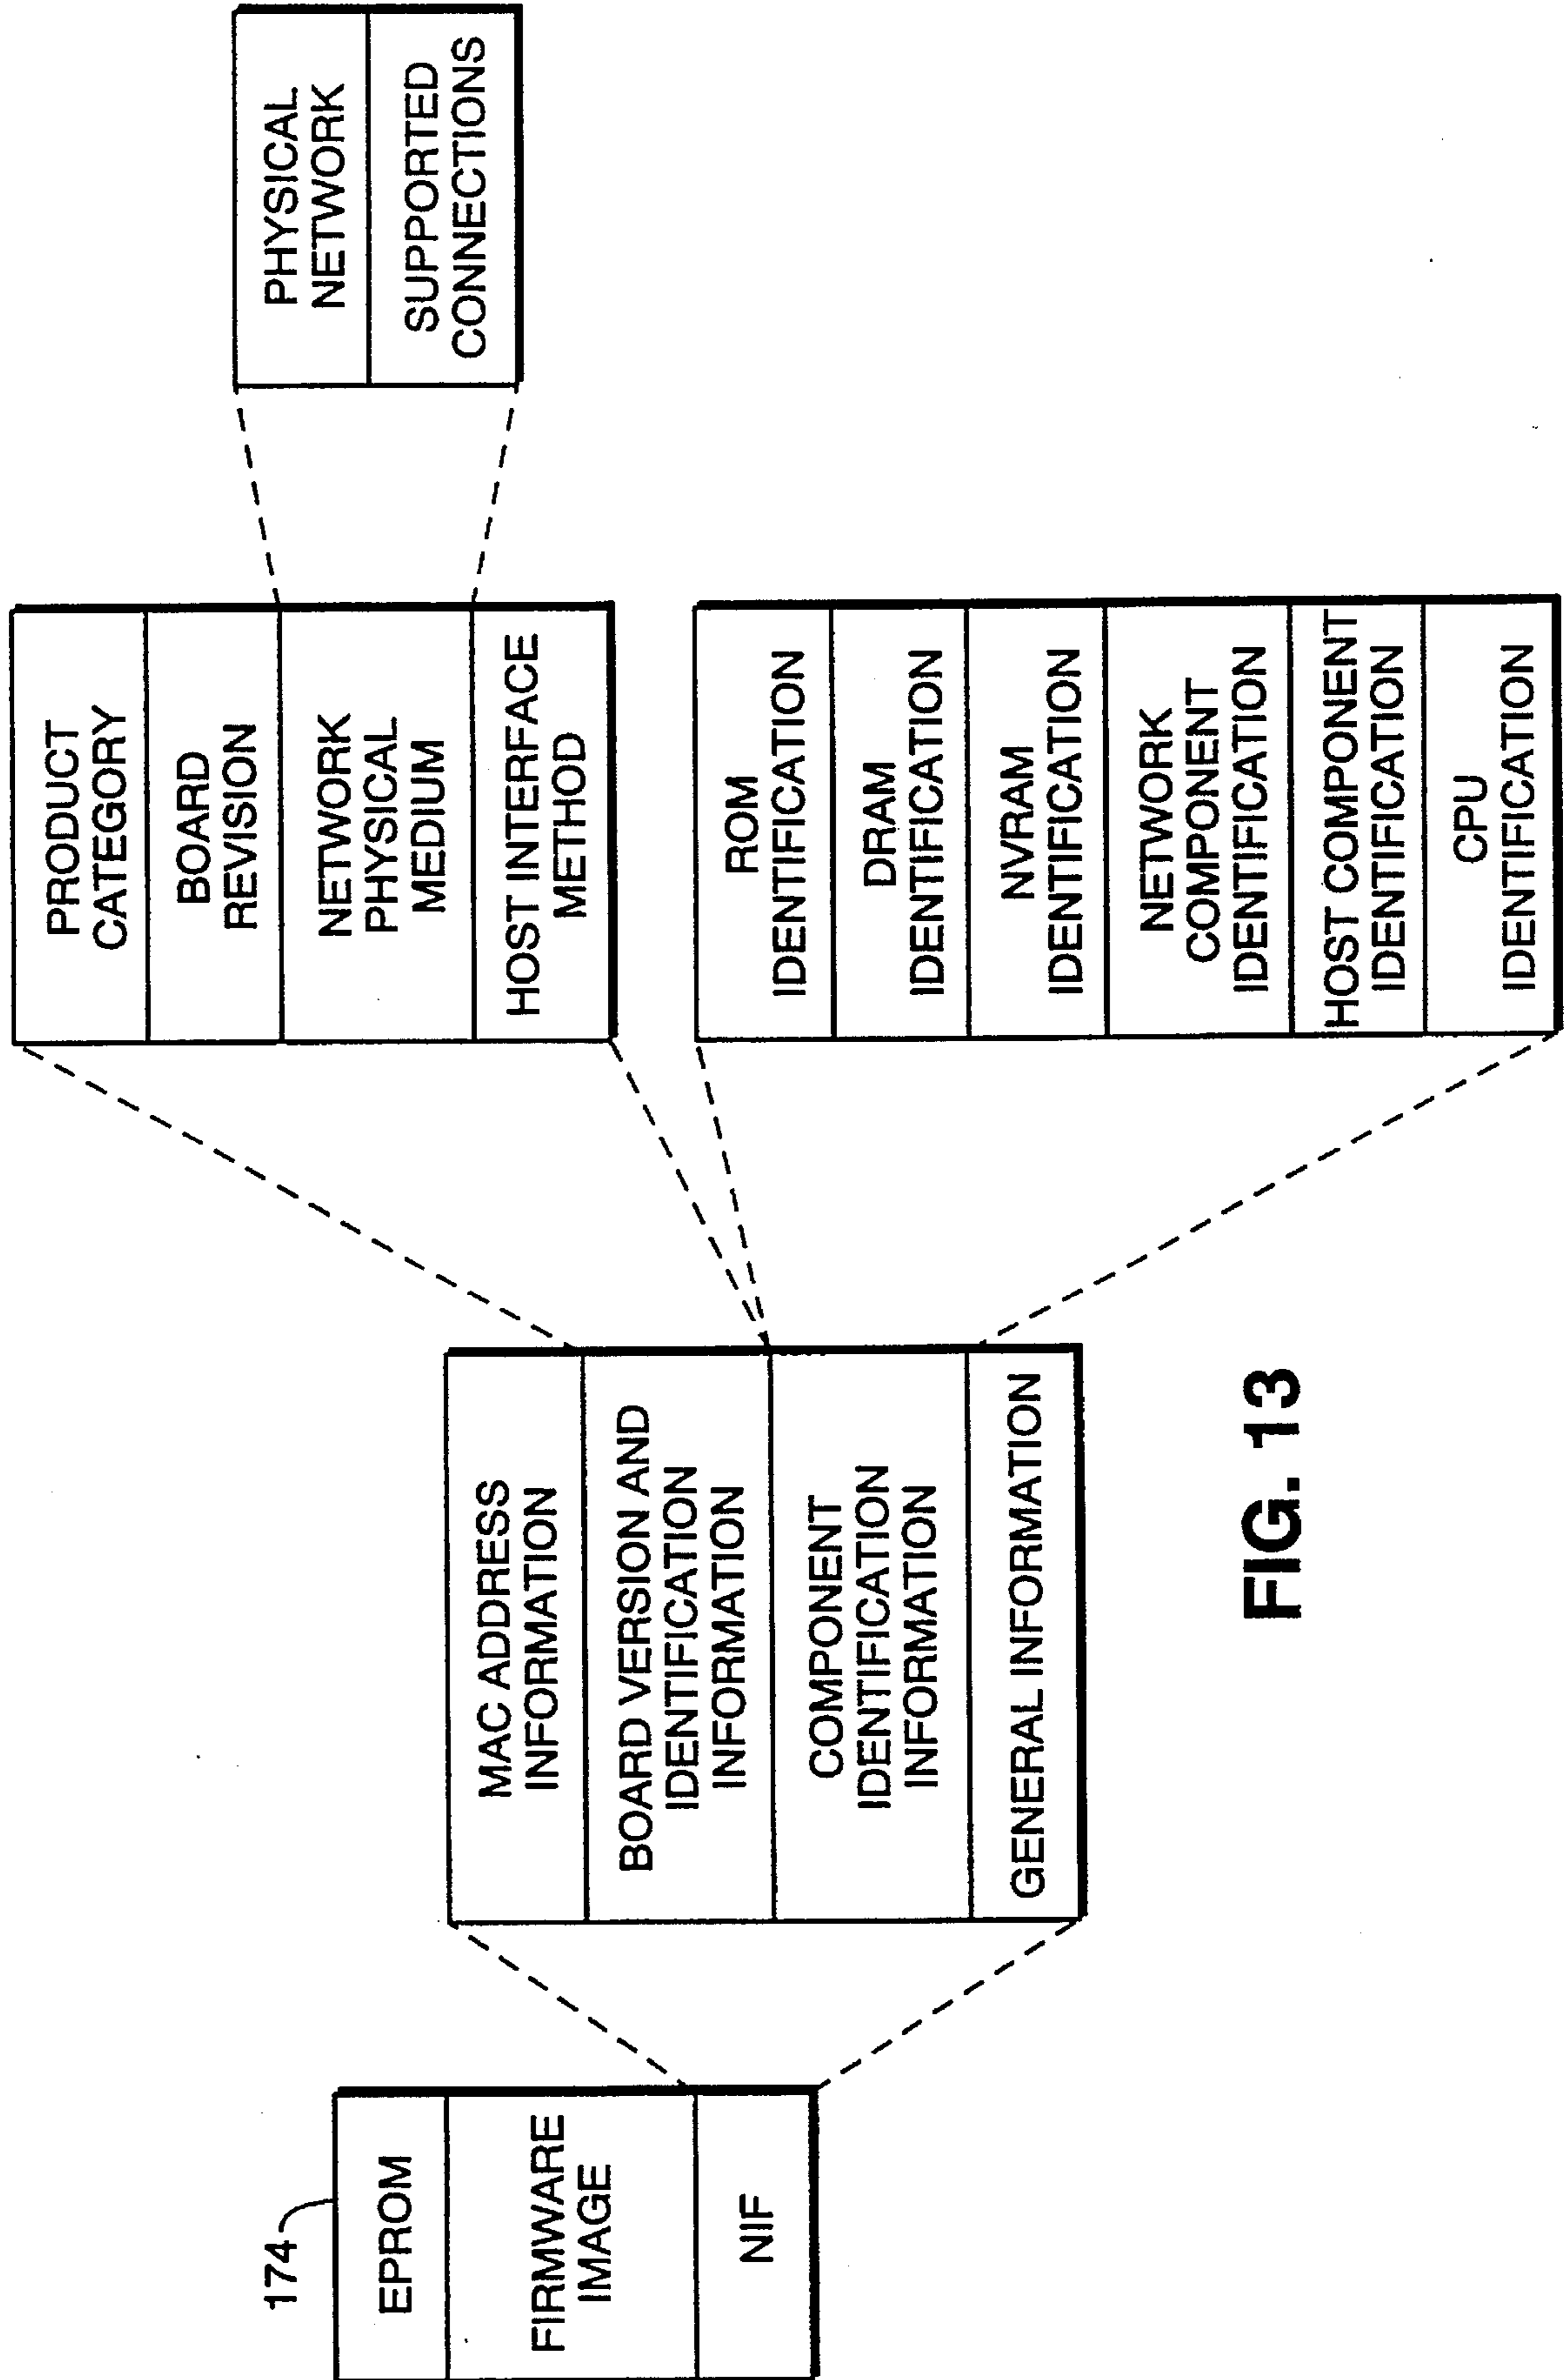 174
EPROM
FIRMWARE
IMAGE
NIF
MAC ADDRESS
INFORMATION
BOARD VERSION AND
IDENTIFICATION
INFORMATION
COMPONENT
IDENTIFICATION
INFORMATION
GENERAL INFORMATION
PRODUCT
CATEGORY
BOARD
REVISION
NETWORK
PHYSICAL
MEDIUM
HOST INTERFACE
METHOD
ROM
IDENTIFICATION
DRAM
IDENTIFICATION
NVRAM
IDENTIFICATION
NETWORK
COMPONENT
IDENTIFICATION
HOST COMPONENT
IDENTIFICATION
CPU
IDENTIFICATION
PHYSICAL
NETWORK
SUPPORTED
CONNECTIONS
FIG. 13